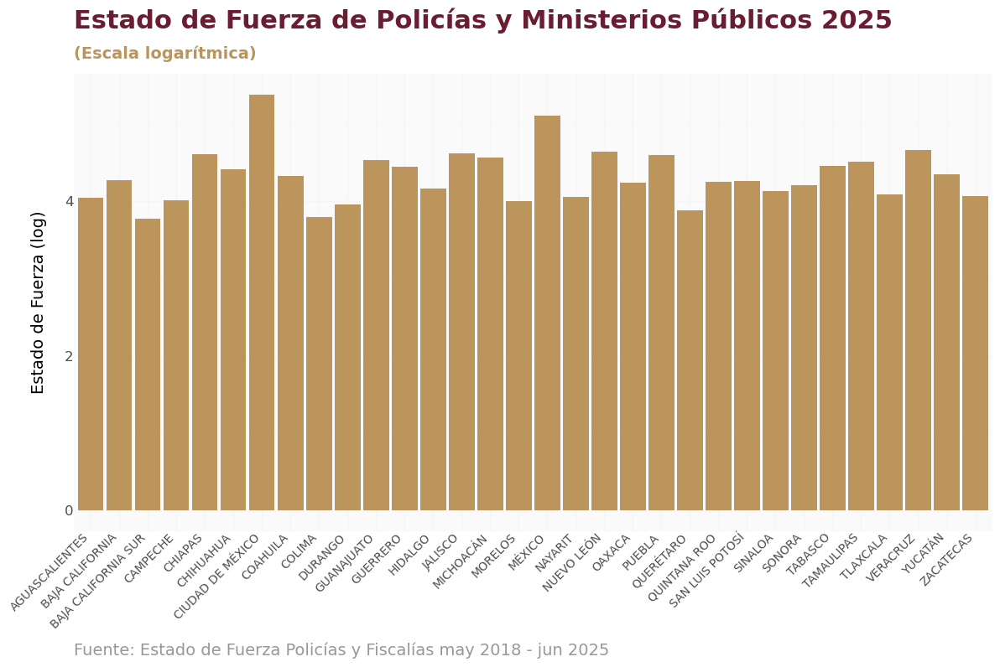 Estado de Fuerza de Policías y Ministerios Públicos 2025
(Escala logarítmica)
Estado de Fuerza (log)
4
2
0
AGUASCALIENTES
BAJA CALIFORNIA
BAJA CALIFORNIA SUR
CAMPECHE
CHIAPAS
CHIHUAHUA
CIUDAD DE MÉXICO
COAHUILA
COLIMA
DURANGO
GUANAJUATO
GUERRERO
HIDALGO
JALISCO
MICHOACÁN
MORELOS
MÉXICO
NAYARIT
NUEVO LEÓN
OAXACA
PUEBLA
QUERÉTARO
QUINTANA ROO
SAN LUIS POTOSÍ
SINALOA
SONORA
TABASCO
TAMAULIPAS
TLAXCALA
VERACRUZ
YUCATÁN
ZACATECAS
Fuente: Estado de Fuerza Policías y Fiscalías may 2018 - jun 2025